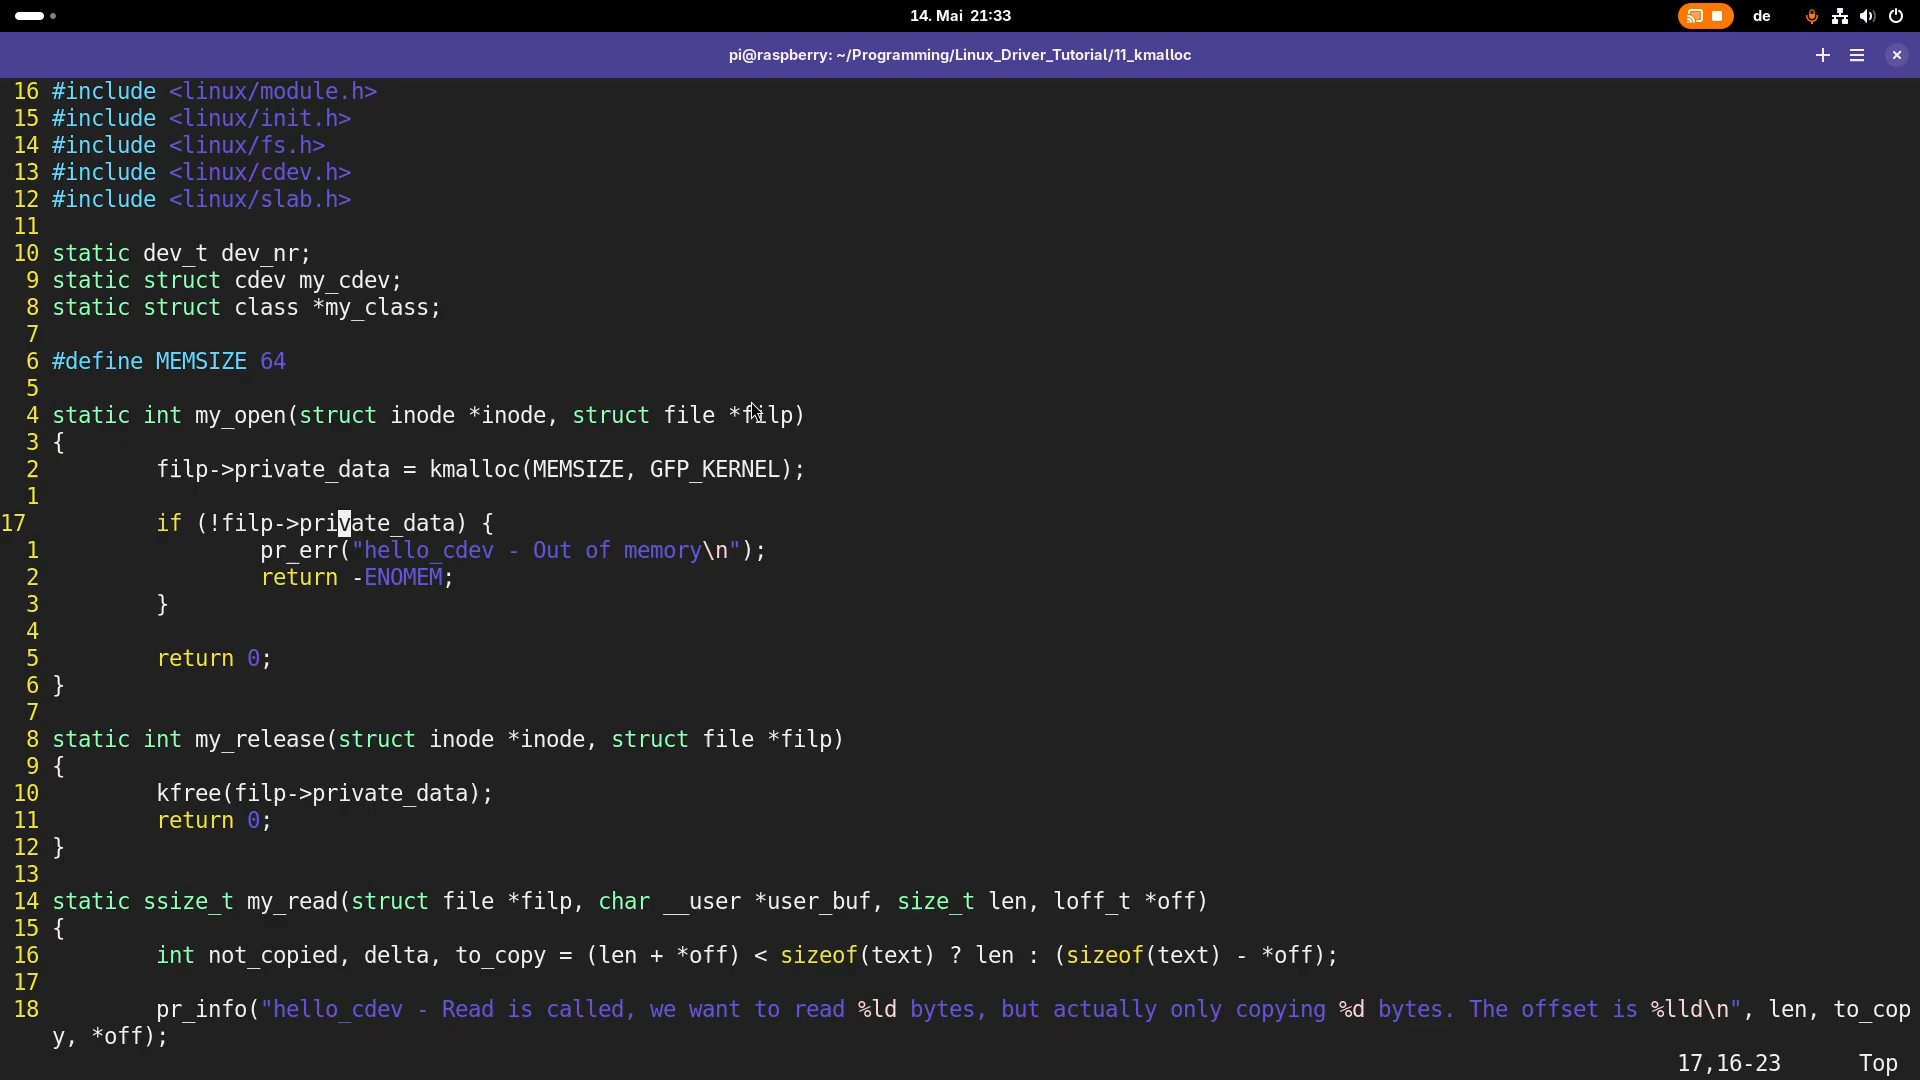 14. Mai 21:33
de
pi@raspberry: ~/Programming/Linux_Driver_Tutorial/11_kmalloc
16 #include <linux/module.h>
15 #include <linux/init.h>
14 #include <linux/fs.h>
13 #include <linux/cdev.h>
12 #include <linux/slab.h>
11
10 static dev_t dev_nr;
9 static struct cdev my_cdev;
8 static struct class *my_class;
7
6 #define MEMSIZE 64
5
4 static int my_open(struct inode *inode, struct file *filp)
3 {
2         filp->private_data = kmalloc(MEMSIZE, GFP_KERNEL);
1
17         if (!filp->private_data) {
1                 pr_err("hello_cdev - Out of memory\n");
2                 return -ENOMEM;
3         }
4
5         return 0;
6 }
7
8 static int my_release(struct inode *inode, struct file *filp)
9 {
10         kfree(filp->private_data);
11         return 0;
12 }
13
14 static ssize_t my_read(struct file *filp, char __user *user_buf, size_t len, loff_t *off)
15 {
16         int not_copied, delta, to_copy = (len + *off) < sizeof(text) ? len : (sizeof(text) - *off);
17
18         pr_info("hello_cdev - Read is called, we want to read %ld bytes, but actually only copying %d bytes. The offset is %lld\n", len, to_cop
y, *off);
17,16-23 Top